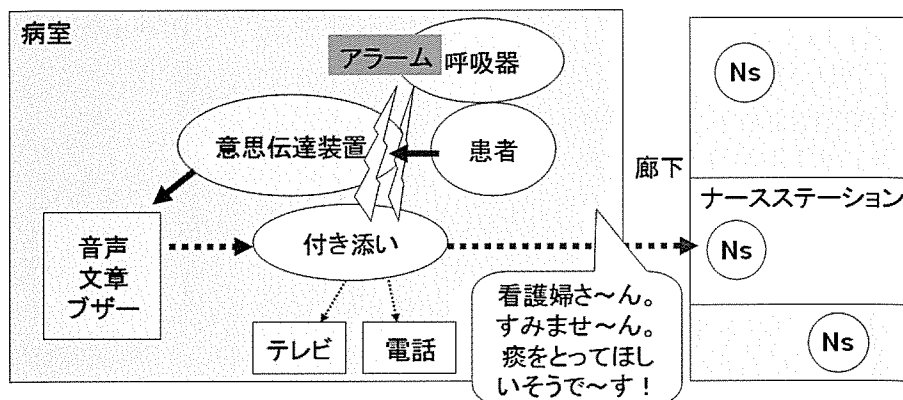 病室
アラーム
呼吸器
Ns
意思伝達装置
患者
廊下
ナースステーション
音声
文章
ブザー
付き添い
Ns
看護婦さ～ん。
すみませ～ん。
痰をとってほし
いそうで～す！
テレビ
電話
Ns